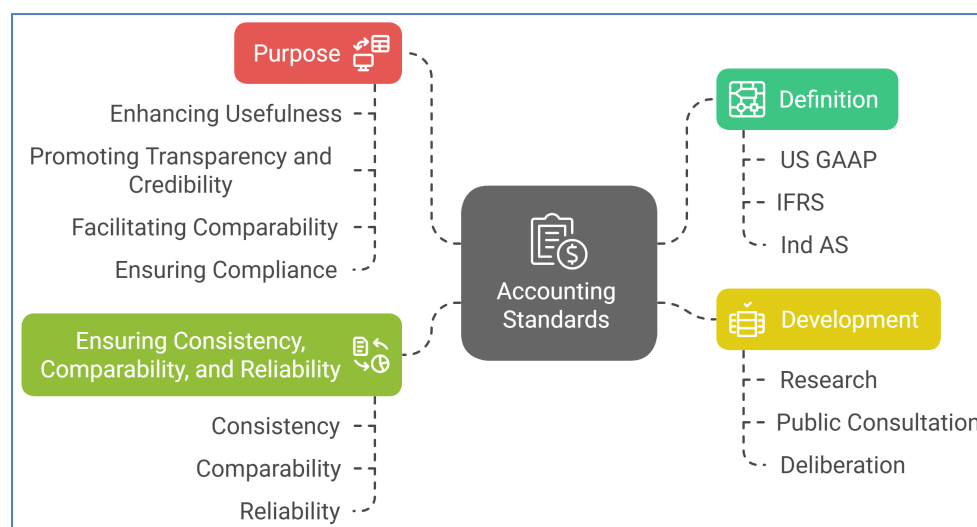 Purpose
Enhancing Usefulness
Promoting Transparency and
Credibility
Facilitating Comparability
Ensuring Compliance
Ensuring Consistency,
Comparability, and Reliability
Consistency
Comparability
Reliability
Accounting
Standards
Definition
US GAAP
IFRS
Ind AS
Development
Research
Public Consultation
Deliberation